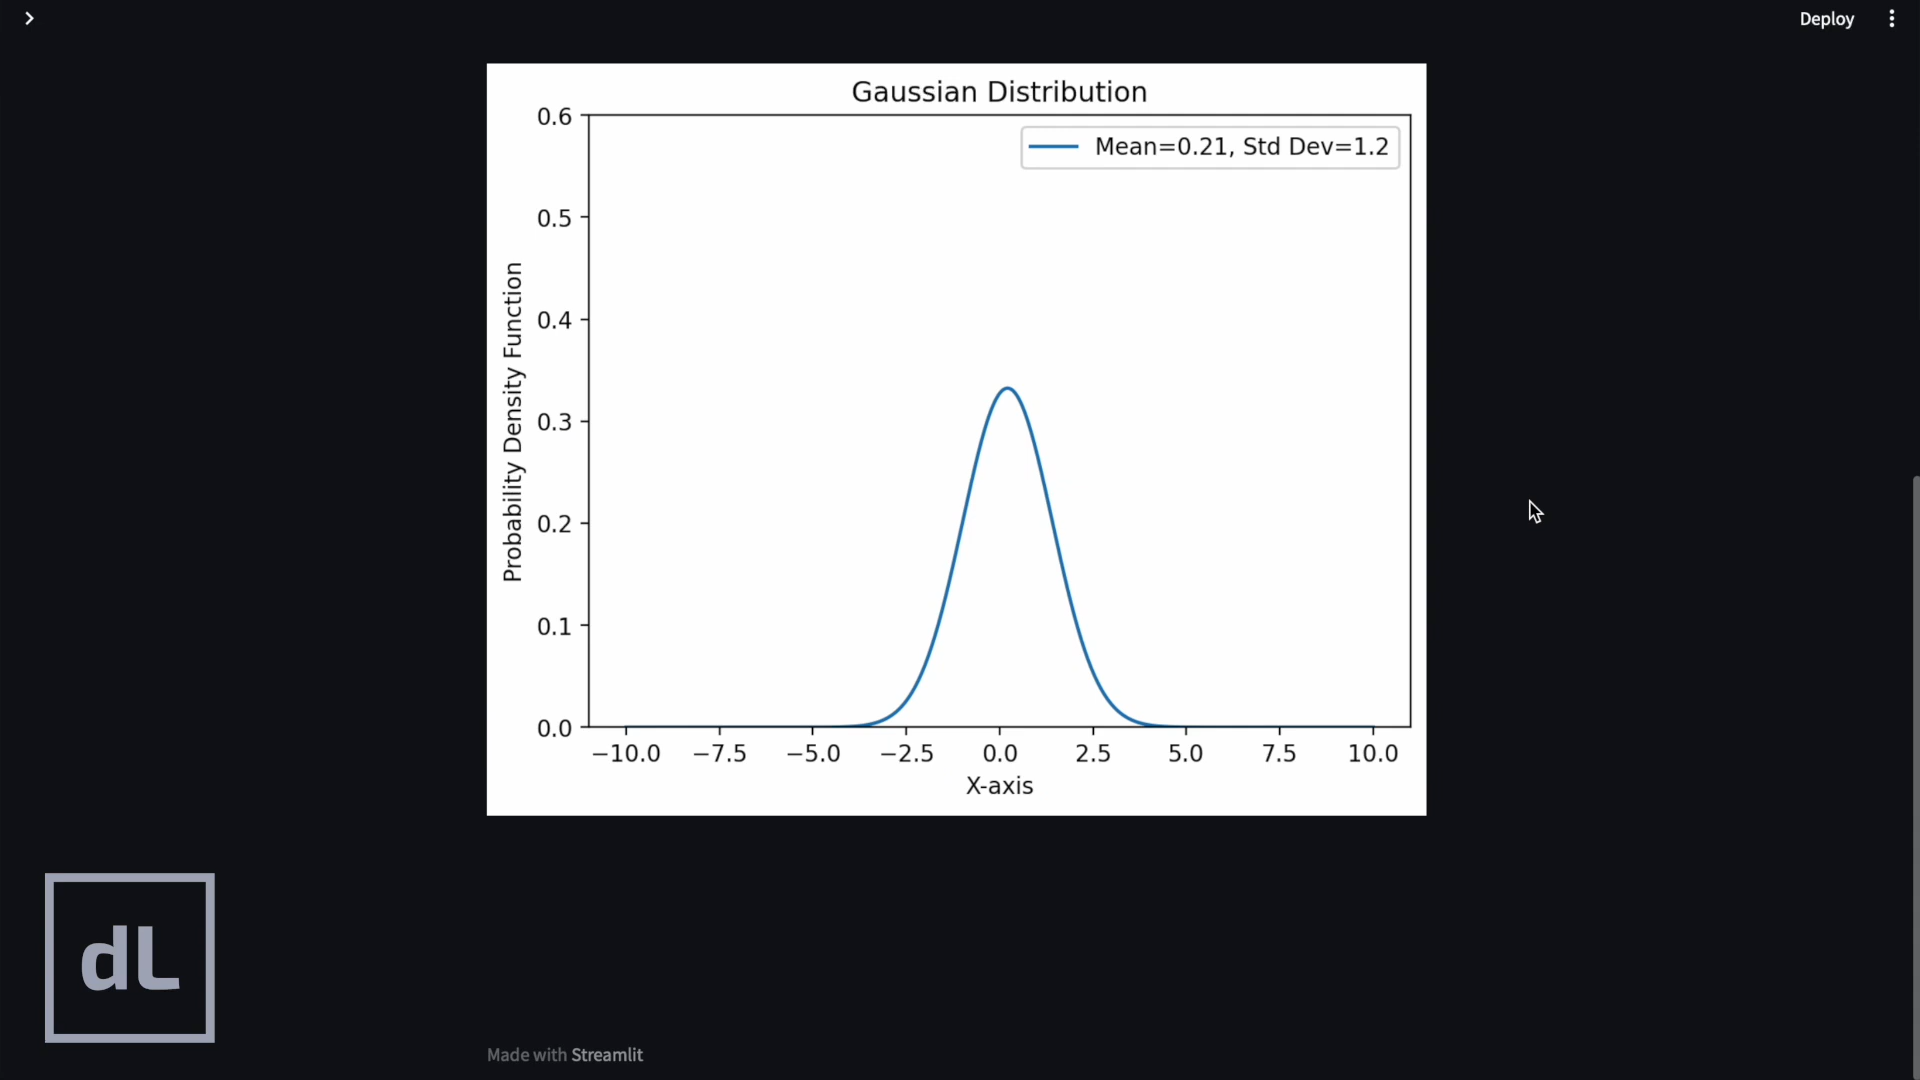 Deploy
Gaussian Distribution
Mean=0.21, Std Dev=1.2
0.6
0.5
0.4
0.3
0.2
0.1
0.0
Probability Density Function
−10.0 −7.5 −5.0 −2.5 0.0 2.5 5.0 7.5 10.0
X-axis
dL
Made with Streamlit